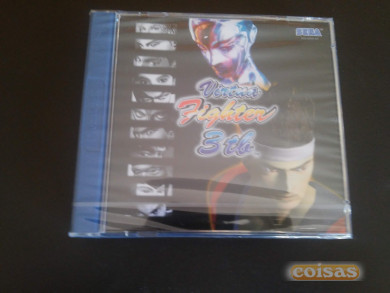 SEGA
Virtua
Fighter
3tb
coisas